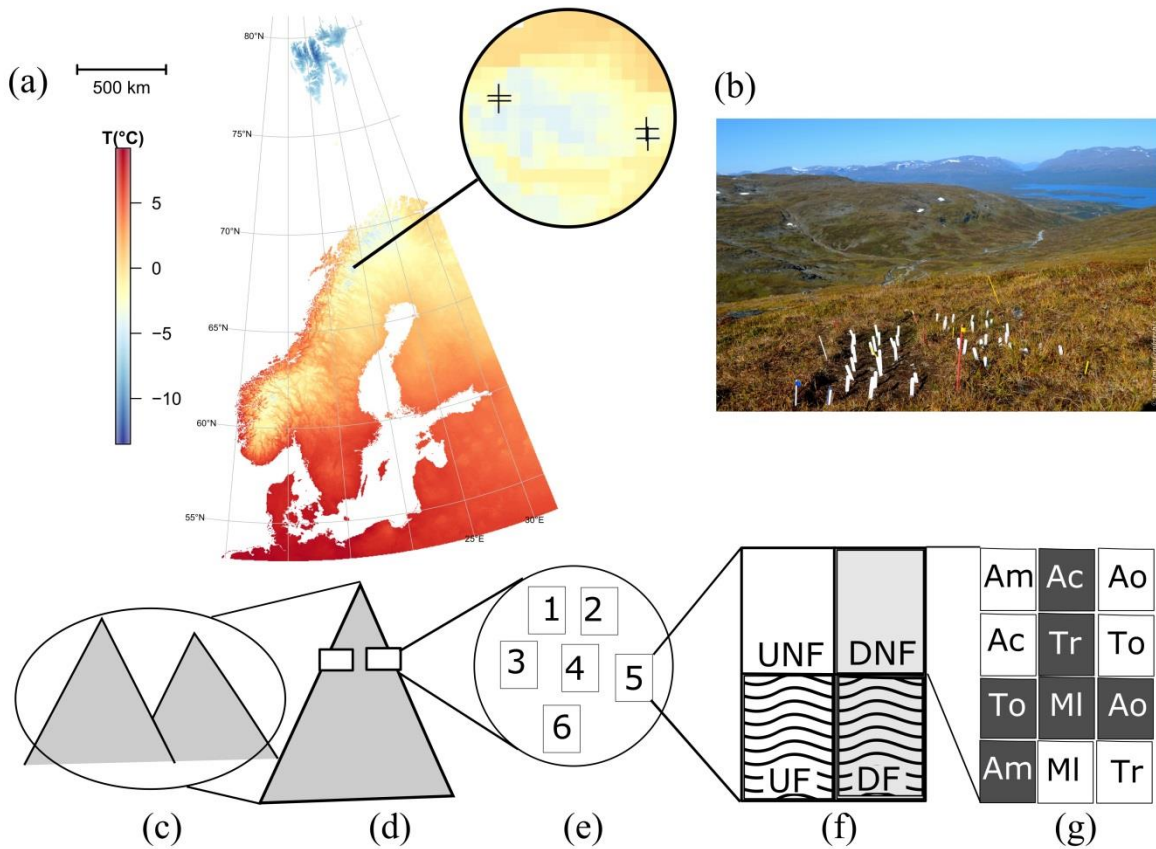 (a)
500 km
T(°C)
5
0
−5
−10
80°N
75°N
70°N
65°N
60°N
55°N
25°E
30°E
(b)
1 2
3 4 5
6
UNF DNF
UF DF
Am Ac Ao
Ac Tr To
To Ml Ao
Am Ml Tr
(c) (d) (e) (f) (g)